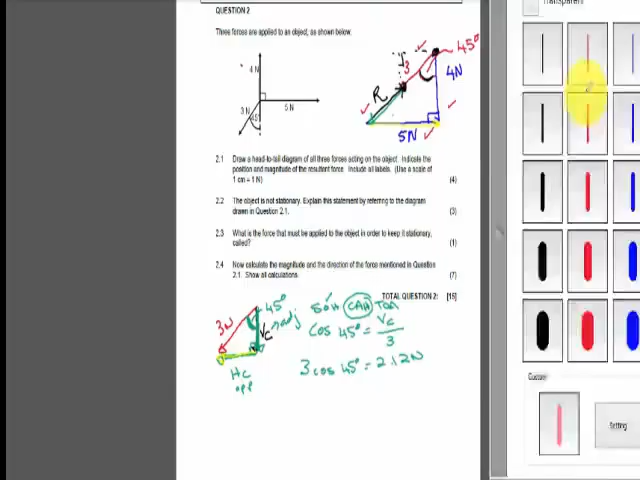 QUESTION 2
Three forces are applied to an object, as shown below.
4 N
5 N
3 N
45°
R
3
45°
4N
5N
2.1 Draw a head-to-tail diagram of all three forces acting on the object. Indicate the
position and magnitude of the resultant force. Include all labels. (Use a scale of
1 cm = 1 N) (4)
2.2 The object is not stationary. Explain this statement by referring to the diagram
drawn in Question 2.1. (3)
2.3 What is the force that must be applied to the object in order to keep it stationary,
called? (1)
2.4 Now calculate the magnitude and the direction of the force mentioned in Question
2.1. Show all calculations. (7)
TOTAL QUESTION 2: [15]
3N
45°
Vc
adj
Hc
opp
SOH CAH TOA
cos 45° = Vc
3
3 cos 45° = 2.12N
Transparent
Custom
Setting